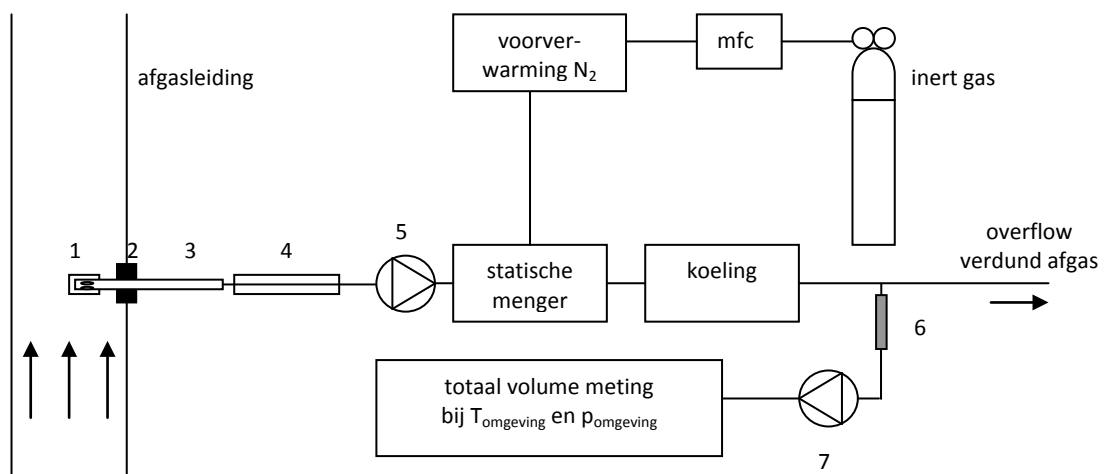 voorver-
warming N₂
mfc
inert gas
afgasleiding
1
2
3
4
5
statische
menger
koeling
overflow
verdund afgas
6
totaal volume meting
bij Tomgeving en pomgeving
7